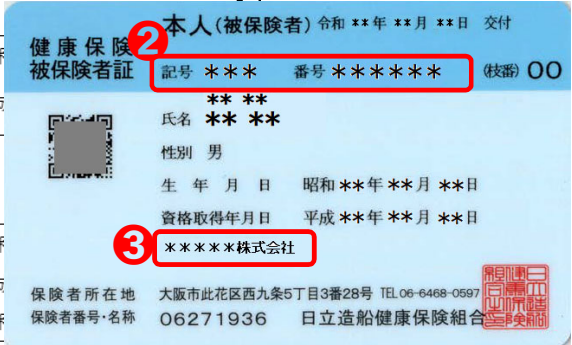 本人(被保険者) 令和 **年 **月 **日 交付
健康保険
被保険者証
2
記号 *** 番号 ****** (枝番) 00
** **
氏名 ** **
性別 男
生年月日 昭和 **年 **月 **日
資格取得年月日 平成 **年 **月 **日
3
*****株式会社
保険者所在地 大阪市此花区西九条5丁目3番28号 TEL 06-6468-0597
保険者番号・名称 06271936 日立造船健康保険組合